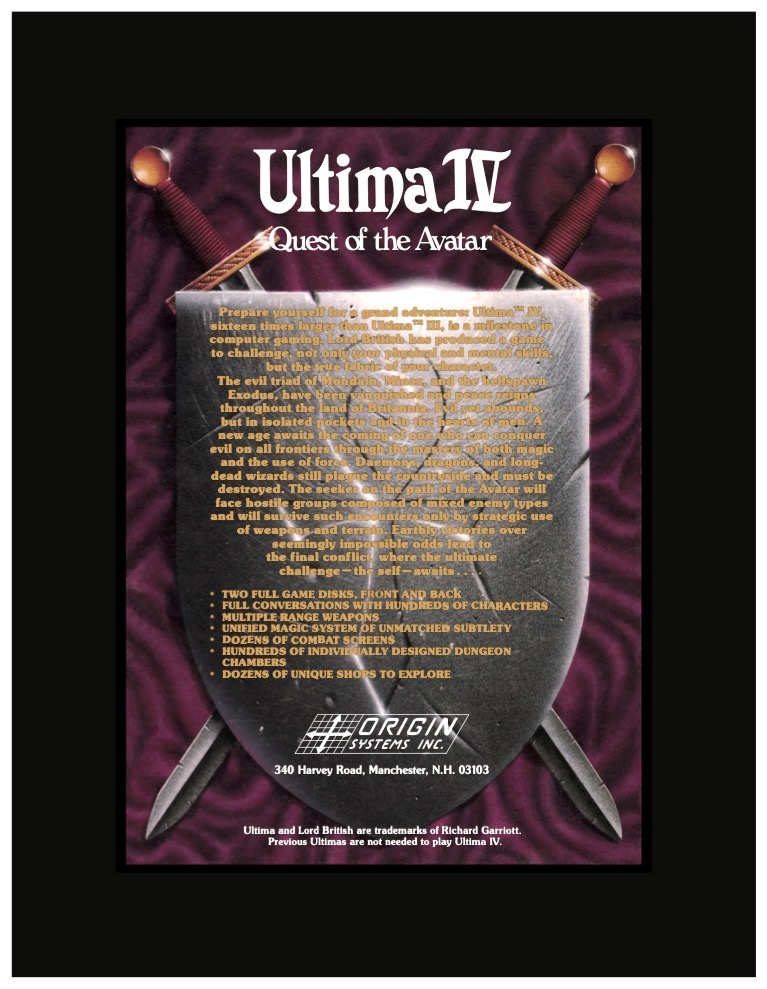 Ultima IV
Quest of the Avatar
Prepare yourself for a grand adventure: Ultima™ IV,
sixteen times larger than Ultima™ III, is a milestone in
computer gaming. Lord British has produced a game
to challenge, not only your physical and mental skills,
but the true fabric of your character.
The evil triad of Mondain, Minax, and the hellspawn
Exodus, have been vanquished and peace reigns
throughout the land of Britannia. Evil yet abounds,
but in isolated pockets and in the hearts of men. A
new age awaits the coming of one who can conquer
evil on all frontiers through the mastery of both magic
and the use of force. Daemons, dragons, and long-
dead wizards still plague the countryside and must be
destroyed. The seeker on the path of the Avatar will
face hostile groups composed of mixed enemy types
and will survive such encounters only by strategic use
of weapons and terrain. Earthly victories over
seemingly impossible odds lead to
the final conflict, where the ultimate
challenge—the self—awaits . . . .
• TWO FULL GAME DISKS, FRONT AND BACK
• FULL CONVERSATIONS WITH HUNDREDS OF CHARACTERS
• MULTIPLE RANGE WEAPONS
• UNIFIED MAGIC SYSTEM OF UNMATCHED SUBTLETY
• DOZENS OF COMBAT SCREENS
• HUNDREDS OF INDIVIDUALLY DESIGNED DUNGEON
CHAMBERS
• DOZENS OF UNIQUE SHOPS TO EXPLORE
ORIGIN
SYSTEMS INC.
340 Harvey Road, Manchester, N.H. 03103
Ultima and Lord British are trademarks of Richard Garriott.
Previous Ultimas are not needed to play Ultima IV.